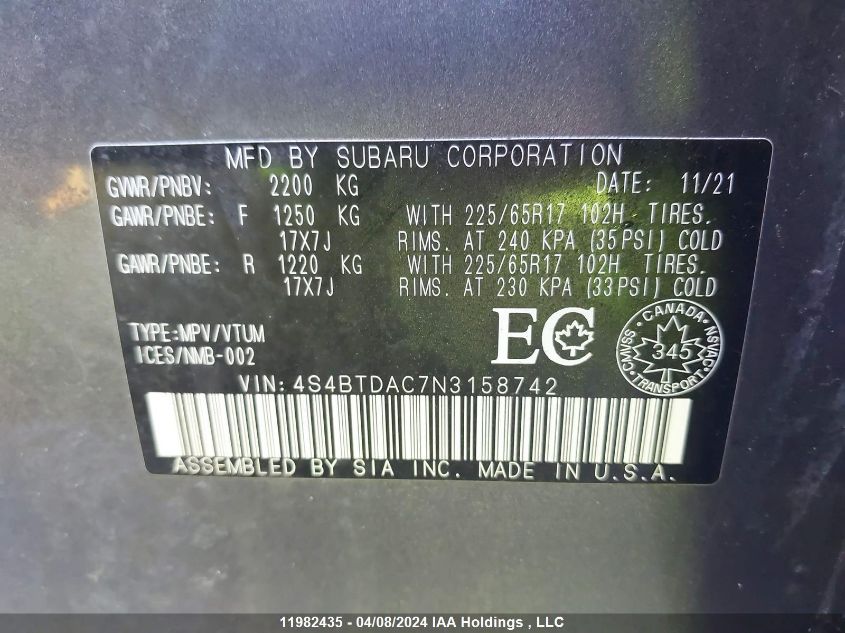 MFD BY SUBARU CORPORATION
GVWR/PNBV: 2200 KG DATE: 11/21
GAWR/PNBE: F 1250 KG WITH 225/65R17 102H TIRES.
17X7J RIMS. AT 240 KPA (35PSI) COLD
GAWR/PNBE: R 1220 KG WITH 225/65R17 102H TIRES.
17X7J RIMS. AT 230 KPA (33PSI) COLD
TYPE:MPV/VTUM
ICES/NMB-002
EC
CANADA
CMVSS 345 NSVAC
TRANSPORT
VIN: 4S4BTDAC7N3158742
ASSEMBLED BY SIA INC. MADE IN U.S.A.
11982435 - 04/08/2024 IAA Holdings , LLC